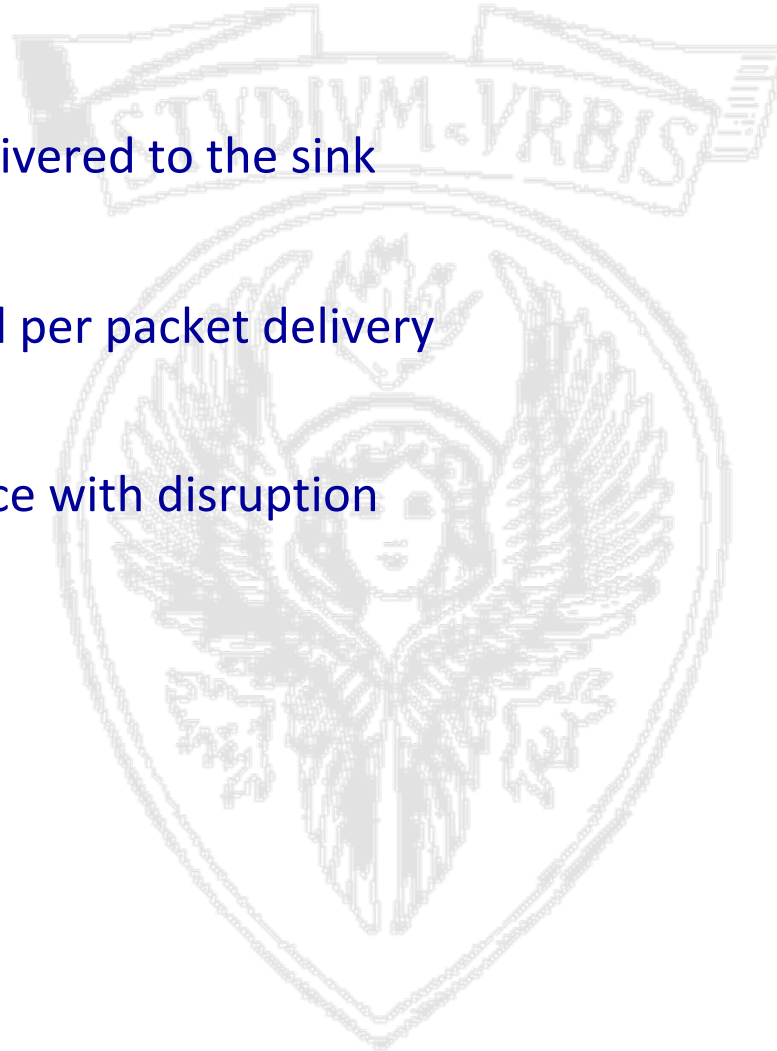 STVDIVM • VRBIS
ivered to the sink
per packet delivery
ce with disruption